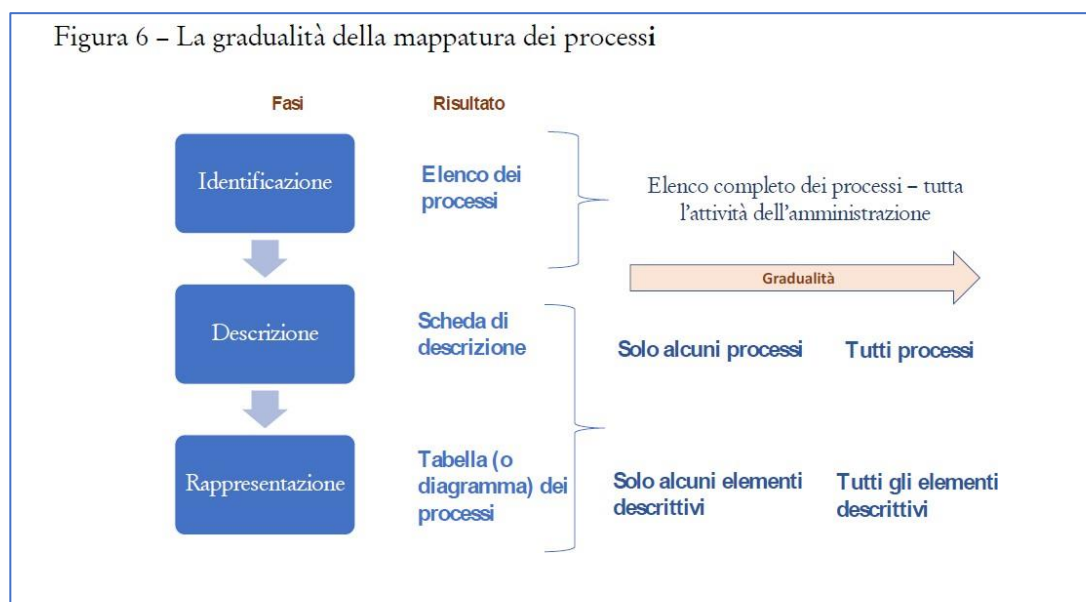 Figura 6 – La gradualità della mappatura dei processi
Fasi
Risultato
Identificazione
Elenco dei
processi
Elenco completo dei processi – tutta
l'attività dell'amministrazione
Gradualità
Descrizione
Scheda di
descrizione
Solo alcuni processi
Tutti processi
Rappresentazione
Tabella (o
diagramma) dei
processi
Solo alcuni elementi
descrittivi
Tutti gli elementi
descrittivi